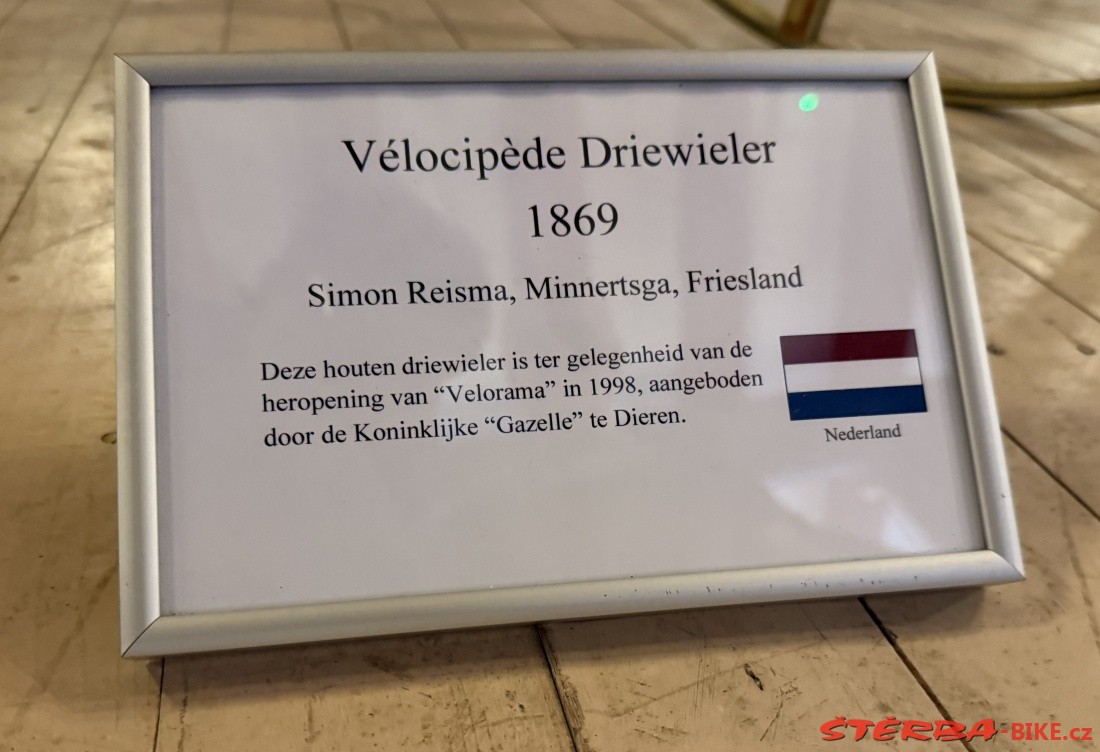 Vélocipède Driewieler
1869
Simon Reisma, Minnertsga, Friesland
Deze houten driewieler is ter gelegenheid van de
heropening van “Velorama” in 1998, aangeboden
door de Koninklijke “Gazelle” te Dieren.
Nederland
ŠTĚRBA-BIKE.cz